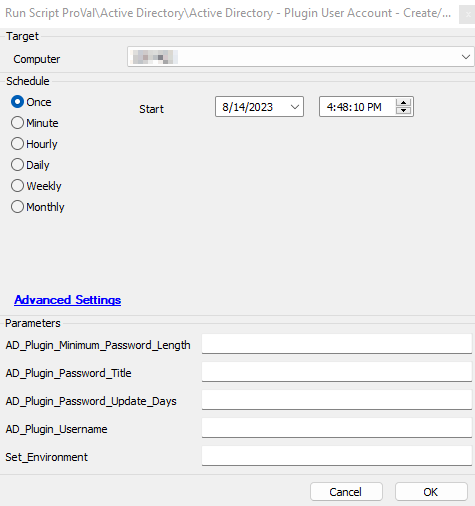 Run Script ProVal\Active Directory\Active Directory - Plugin User Account - Create/...
Target
Computer
Schedule
Once
Start
8/14/2023
4:48:10 PM
Minute
Hourly
Daily
Weekly
Monthly
Advanced Settings
Parameters
AD_Plugin_Minimum_Password_Length
AD_Plugin_Password_Title
AD_Plugin_Password_Update_Days
AD_Plugin_Username
Set_Environment
Cancel
OK